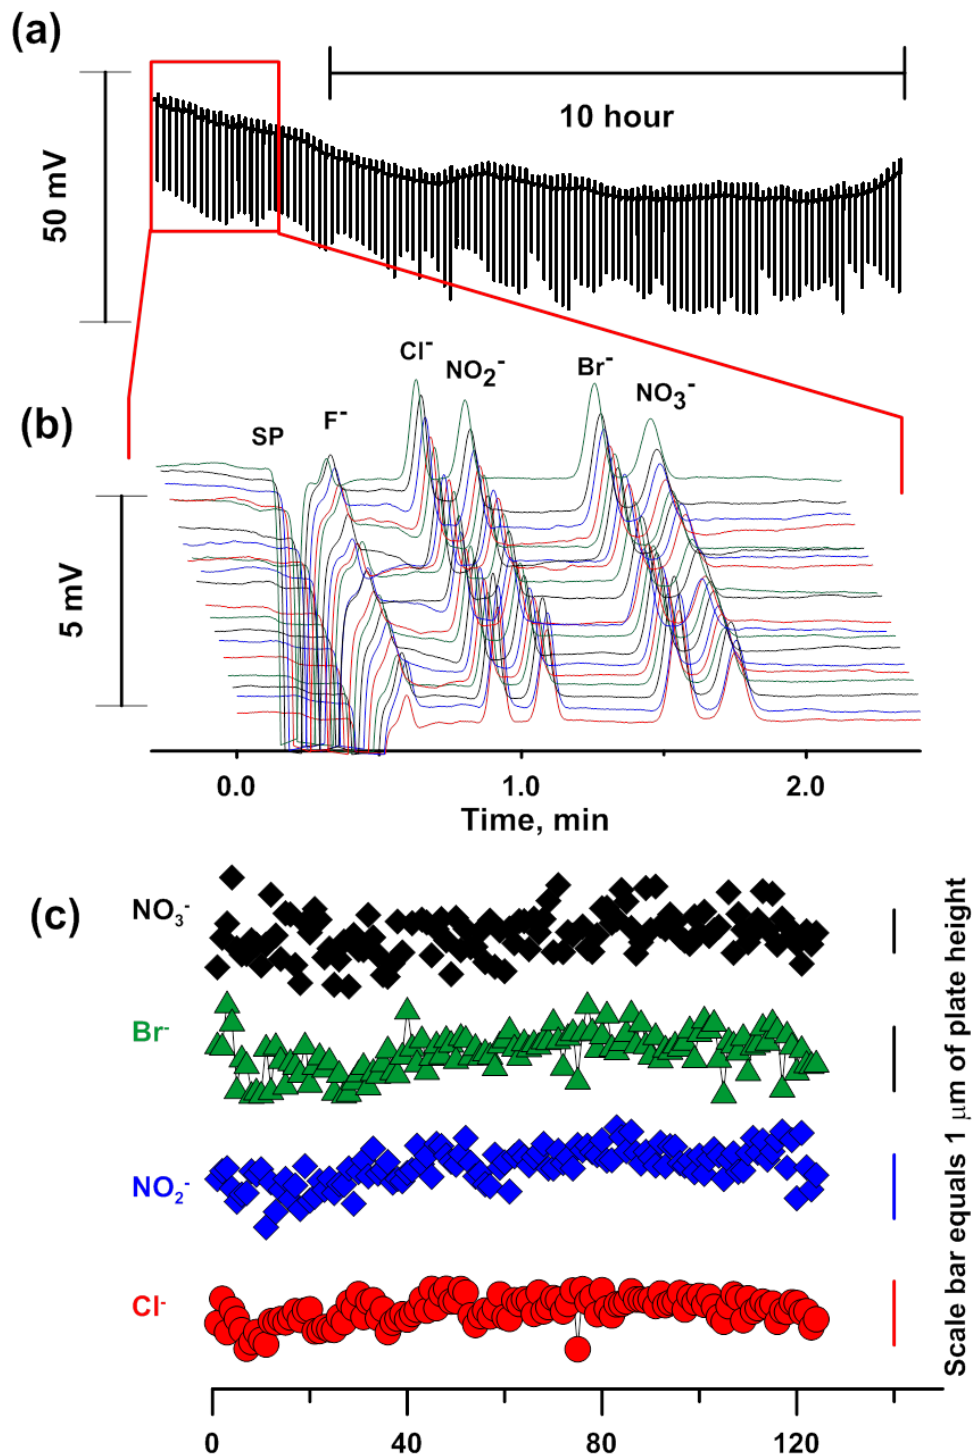 (a)
10 hour
50 mV
Cl⁻
NO₂⁻
Br⁻
NO₃⁻
(b)
SP
F⁻
5 mV
0.0 1.0 2.0
Time, min
(c)
NO₃⁻
Br⁻
NO₂⁻
Cl⁻
Scale bar equals 1 μm of plate height
0 40 80 120